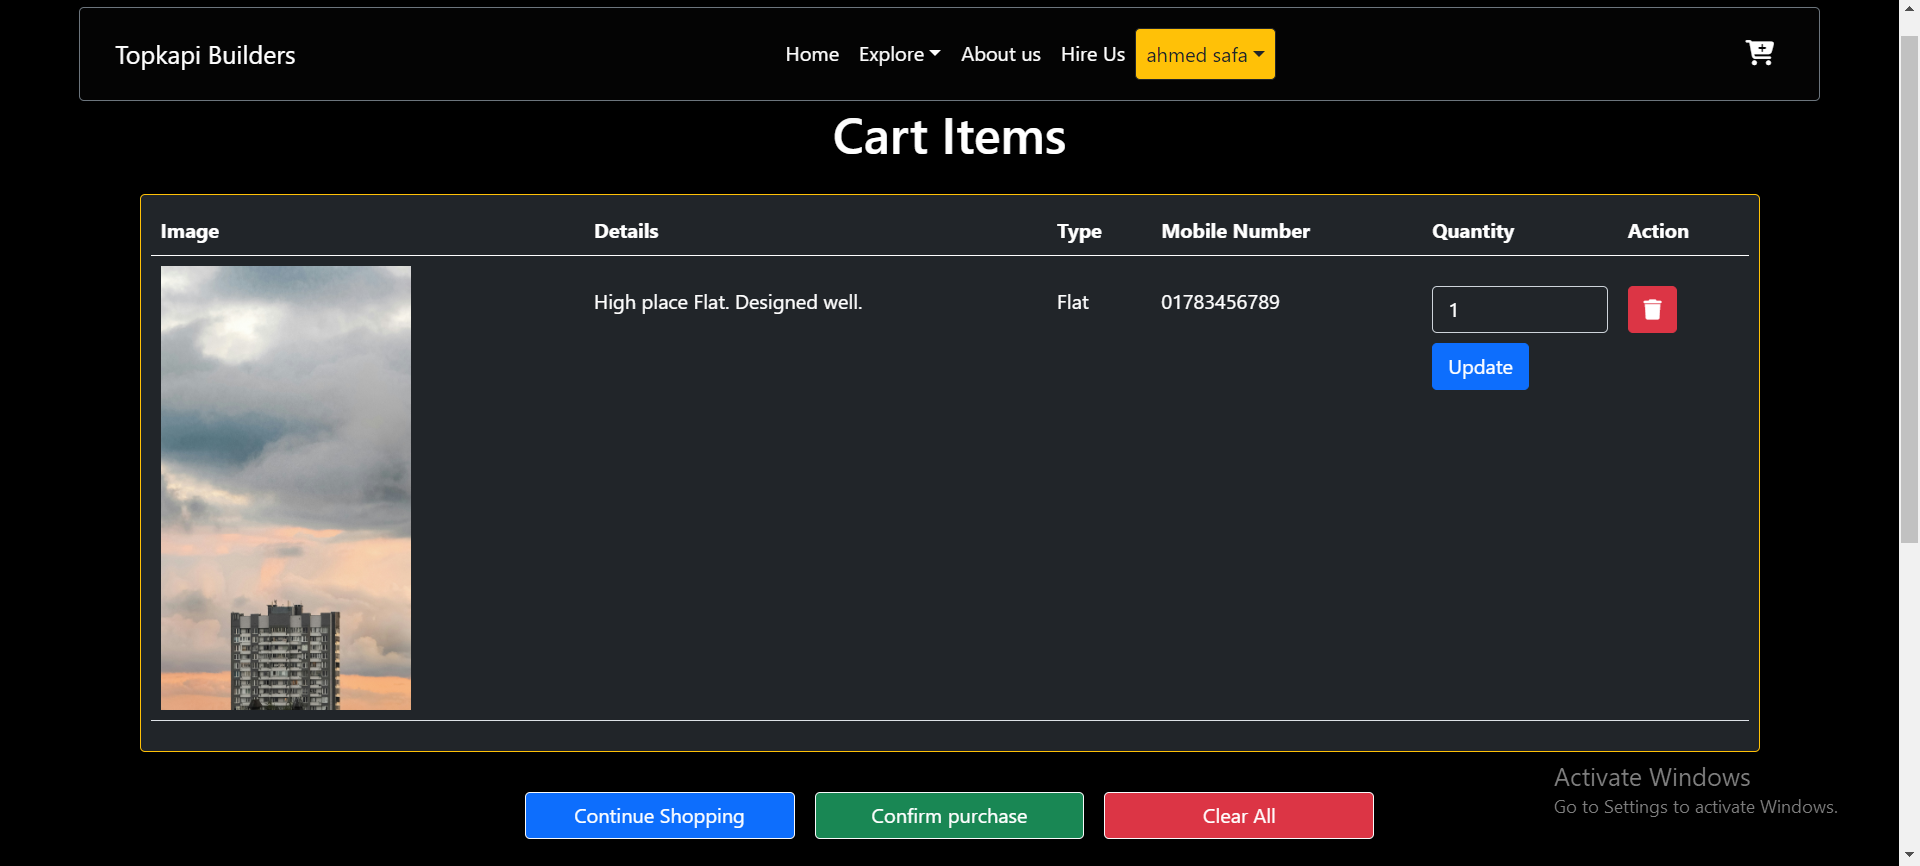 Topkapi Builders
Home Explore About us Hire Us ahmed safa
Cart Items
Image Details Type Mobile Number Quantity Action
High place Flat. Designed well. Flat 01783456789 1
Update
Continue Shopping Confirm purchase Clear All
Activate Windows
Go to Settings to activate Windows.